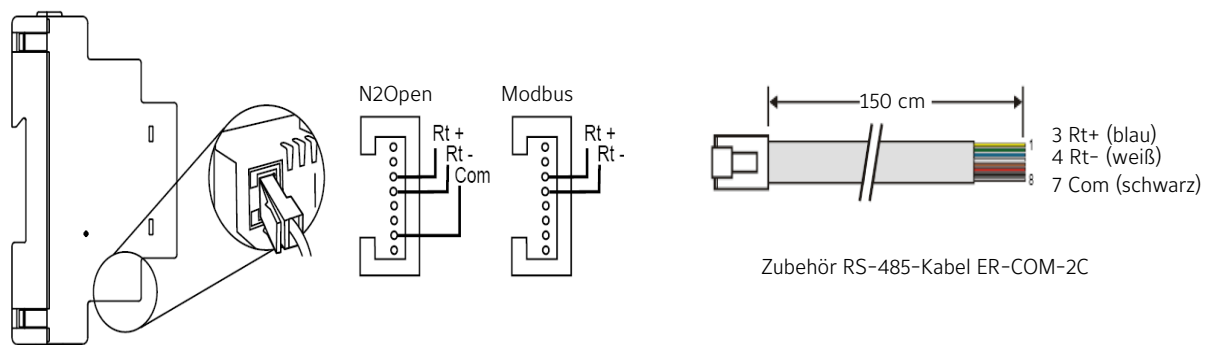 N2Open
Rt +
Rt -
Com
Modbus
Rt +
Rt -
150 cm
1
8
3 Rt+ (blau)
4 Rt- (weiß)
7 Com (schwarz)
Zubehör RS-485-Kabel ER-COM-2C